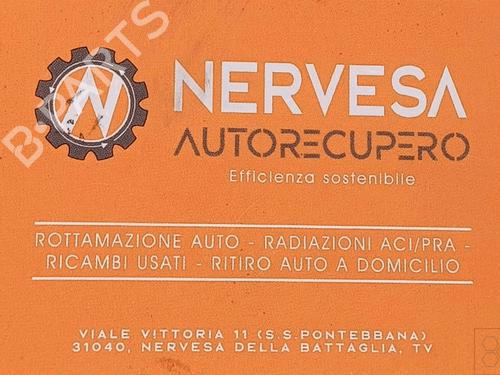 NERVESA
AUTORECUPERO
Efficienza sostenibile
ROTTAMAZIONE AUTO - RADIAZIONI ACI/PRA -
RICAMBI USATI - RITIRO AUTO A DOMICILIO
VIALE VITTORIA 11 (S.S.PONTEBBANA)
31040, NERVESA DELLA BATTAGLIA, TV
B-PARTS